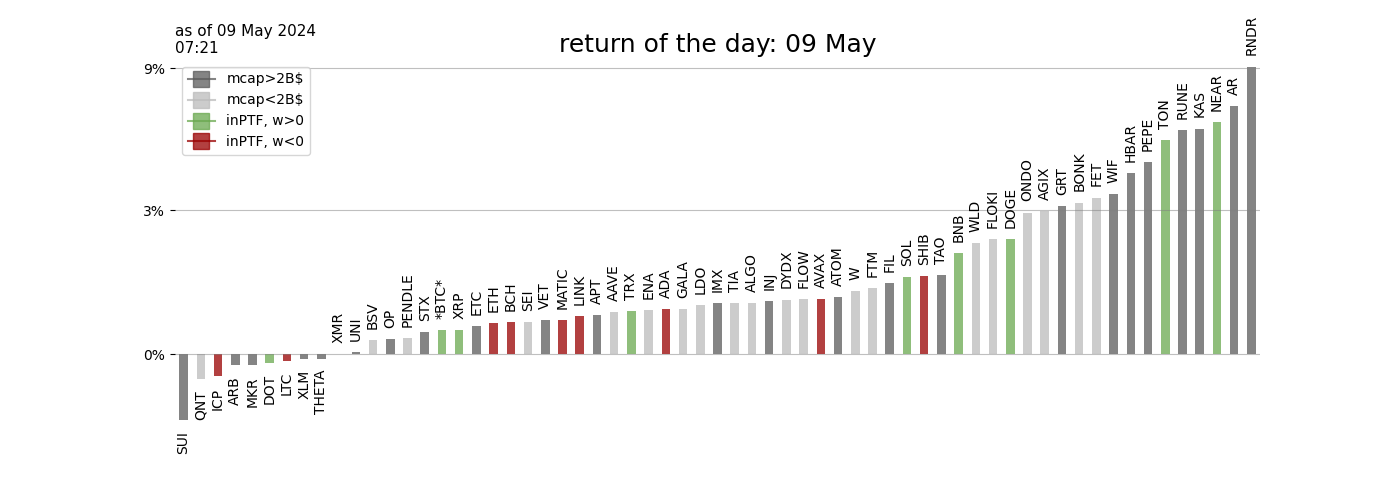 as of 09 May 2024
07:21
return of the day: 09 May
9%
3%
0%
mcap>2B$
mcap<2B$
inPTF, w>0
inPTF, w<0
SUI
QNT
ICP
ARB
MKR
DOT
LTC
XLM
THETA
XMR
UNI
BSV
OP
PENDLE
STX
*BTC*
XRP
ETC
ETH
BCH
SEI
VET
MATIC
LINK
APT
AAVE
TRX
ENA
ADA
GALA
LDO
IMX
TIA
ALGO
INJ
DYDX
FLOW
AVAX
ATOM
W
FTM
FIL
SOL
SHIB
TAO
BNB
WLD
FLOKI
DOGE
ONDO
AGIX
GRT
BONK
FET
WIF
HBAR
PEPE
TON
RUNE
KAS
NEAR
AR
RNDR